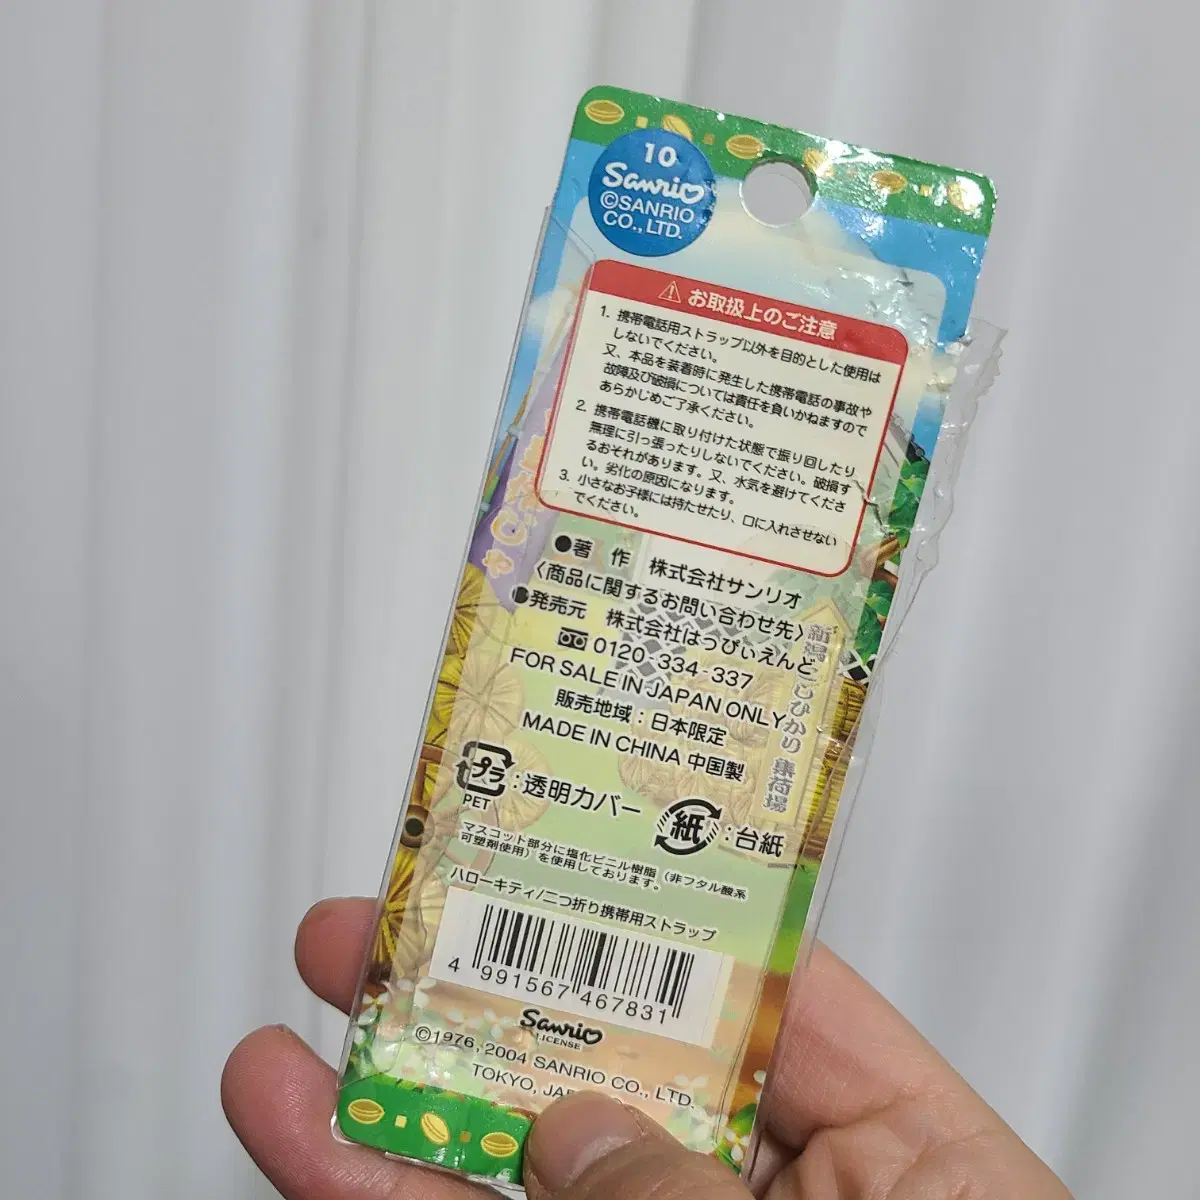 10
Sanrio
©SANRIO
CO., LTD.
⚠ お取扱上のご注意
1. 携帯電話用ストラップ以外を目的とした使用は
しないでください。
又、本品を装着時に発生した携帯電話の事故や
故障及び破損については責任を負いかねますので
あらかじめご了承ください。
2. 携帯電話機に取り付けた状態で振り回したり、
無理に引っ張ったりしないでください。破損す
るおそれがあります。又、水気を避けてくださ
い。劣化の原因になります。
3. 小さなお子様には持たせたり、口に入れさせない
でください。
●著 作 株式会社サンリオ
〈商品に関するお問い合わせ先〉
●発売元 株式会社はっぴぃえんど
0120-334-337
FOR SALE IN JAPAN ONLY
販売地域：日本限定
MADE IN CHINA 中国製
プラ：透明カバー
PET
紙：台紙
マスコット部分に塩化ビニル樹脂（非フタル酸系
可塑剤使用）を使用しております。
ハローキティ/二つ折り携帯用ストラップ
4 991567 467831
Sanrio
LICENSE
©1976, 2004 SANRIO CO., LTD.
TOKYO,
新潟こしひかり 集荷場